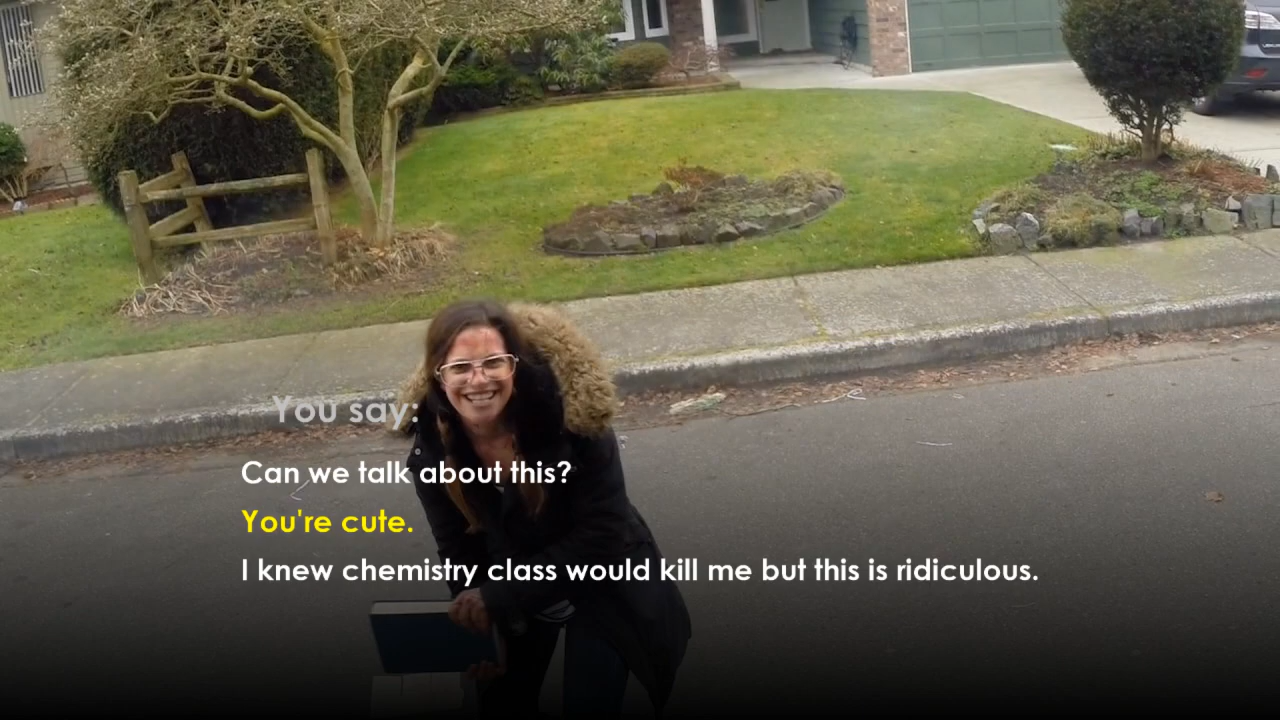 You say:
Can we talk about this?
You're cute.
I knew chemistry class would kill me but this is ridiculous.